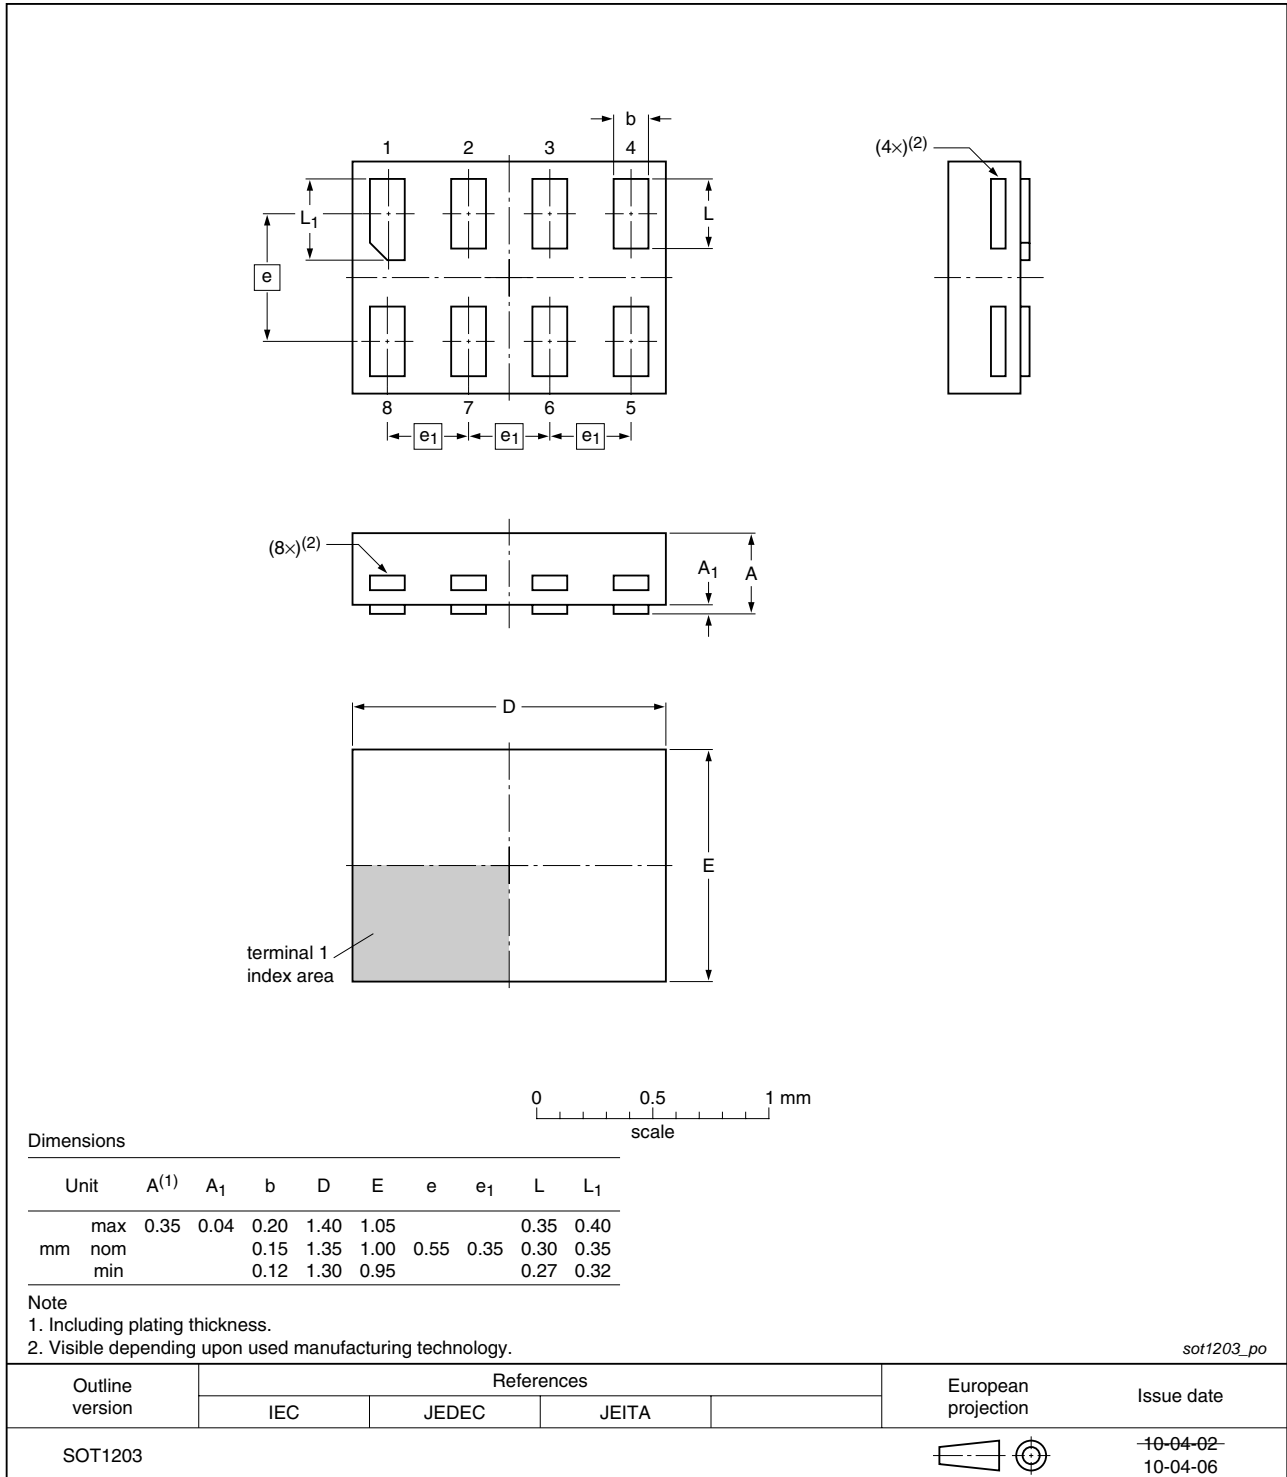 b
1 2 3 4
(4×)(2)
L1
L
e
8 7 6 5
e1 e1 e1
(8×)(2)
A1 A
D
E
terminal 1
index area
0 0.5 1 mm
scale
Dimensions
Unit A(1) A1 b D E e e1 L L1
max 0.35 0.04 0.20 1.40 1.05 0.35 0.40
mm nom 0.15 1.35 1.00 0.55 0.35 0.30 0.35
min 0.12 1.30 0.95 0.27 0.32
Note
1. Including plating thickness.
2. Visible depending upon used manufacturing technology.
sot1203_po
Outline
version
References
IEC JEDEC JEITA
European
projection
Issue date
SOT1203
10-04-02
10-04-06